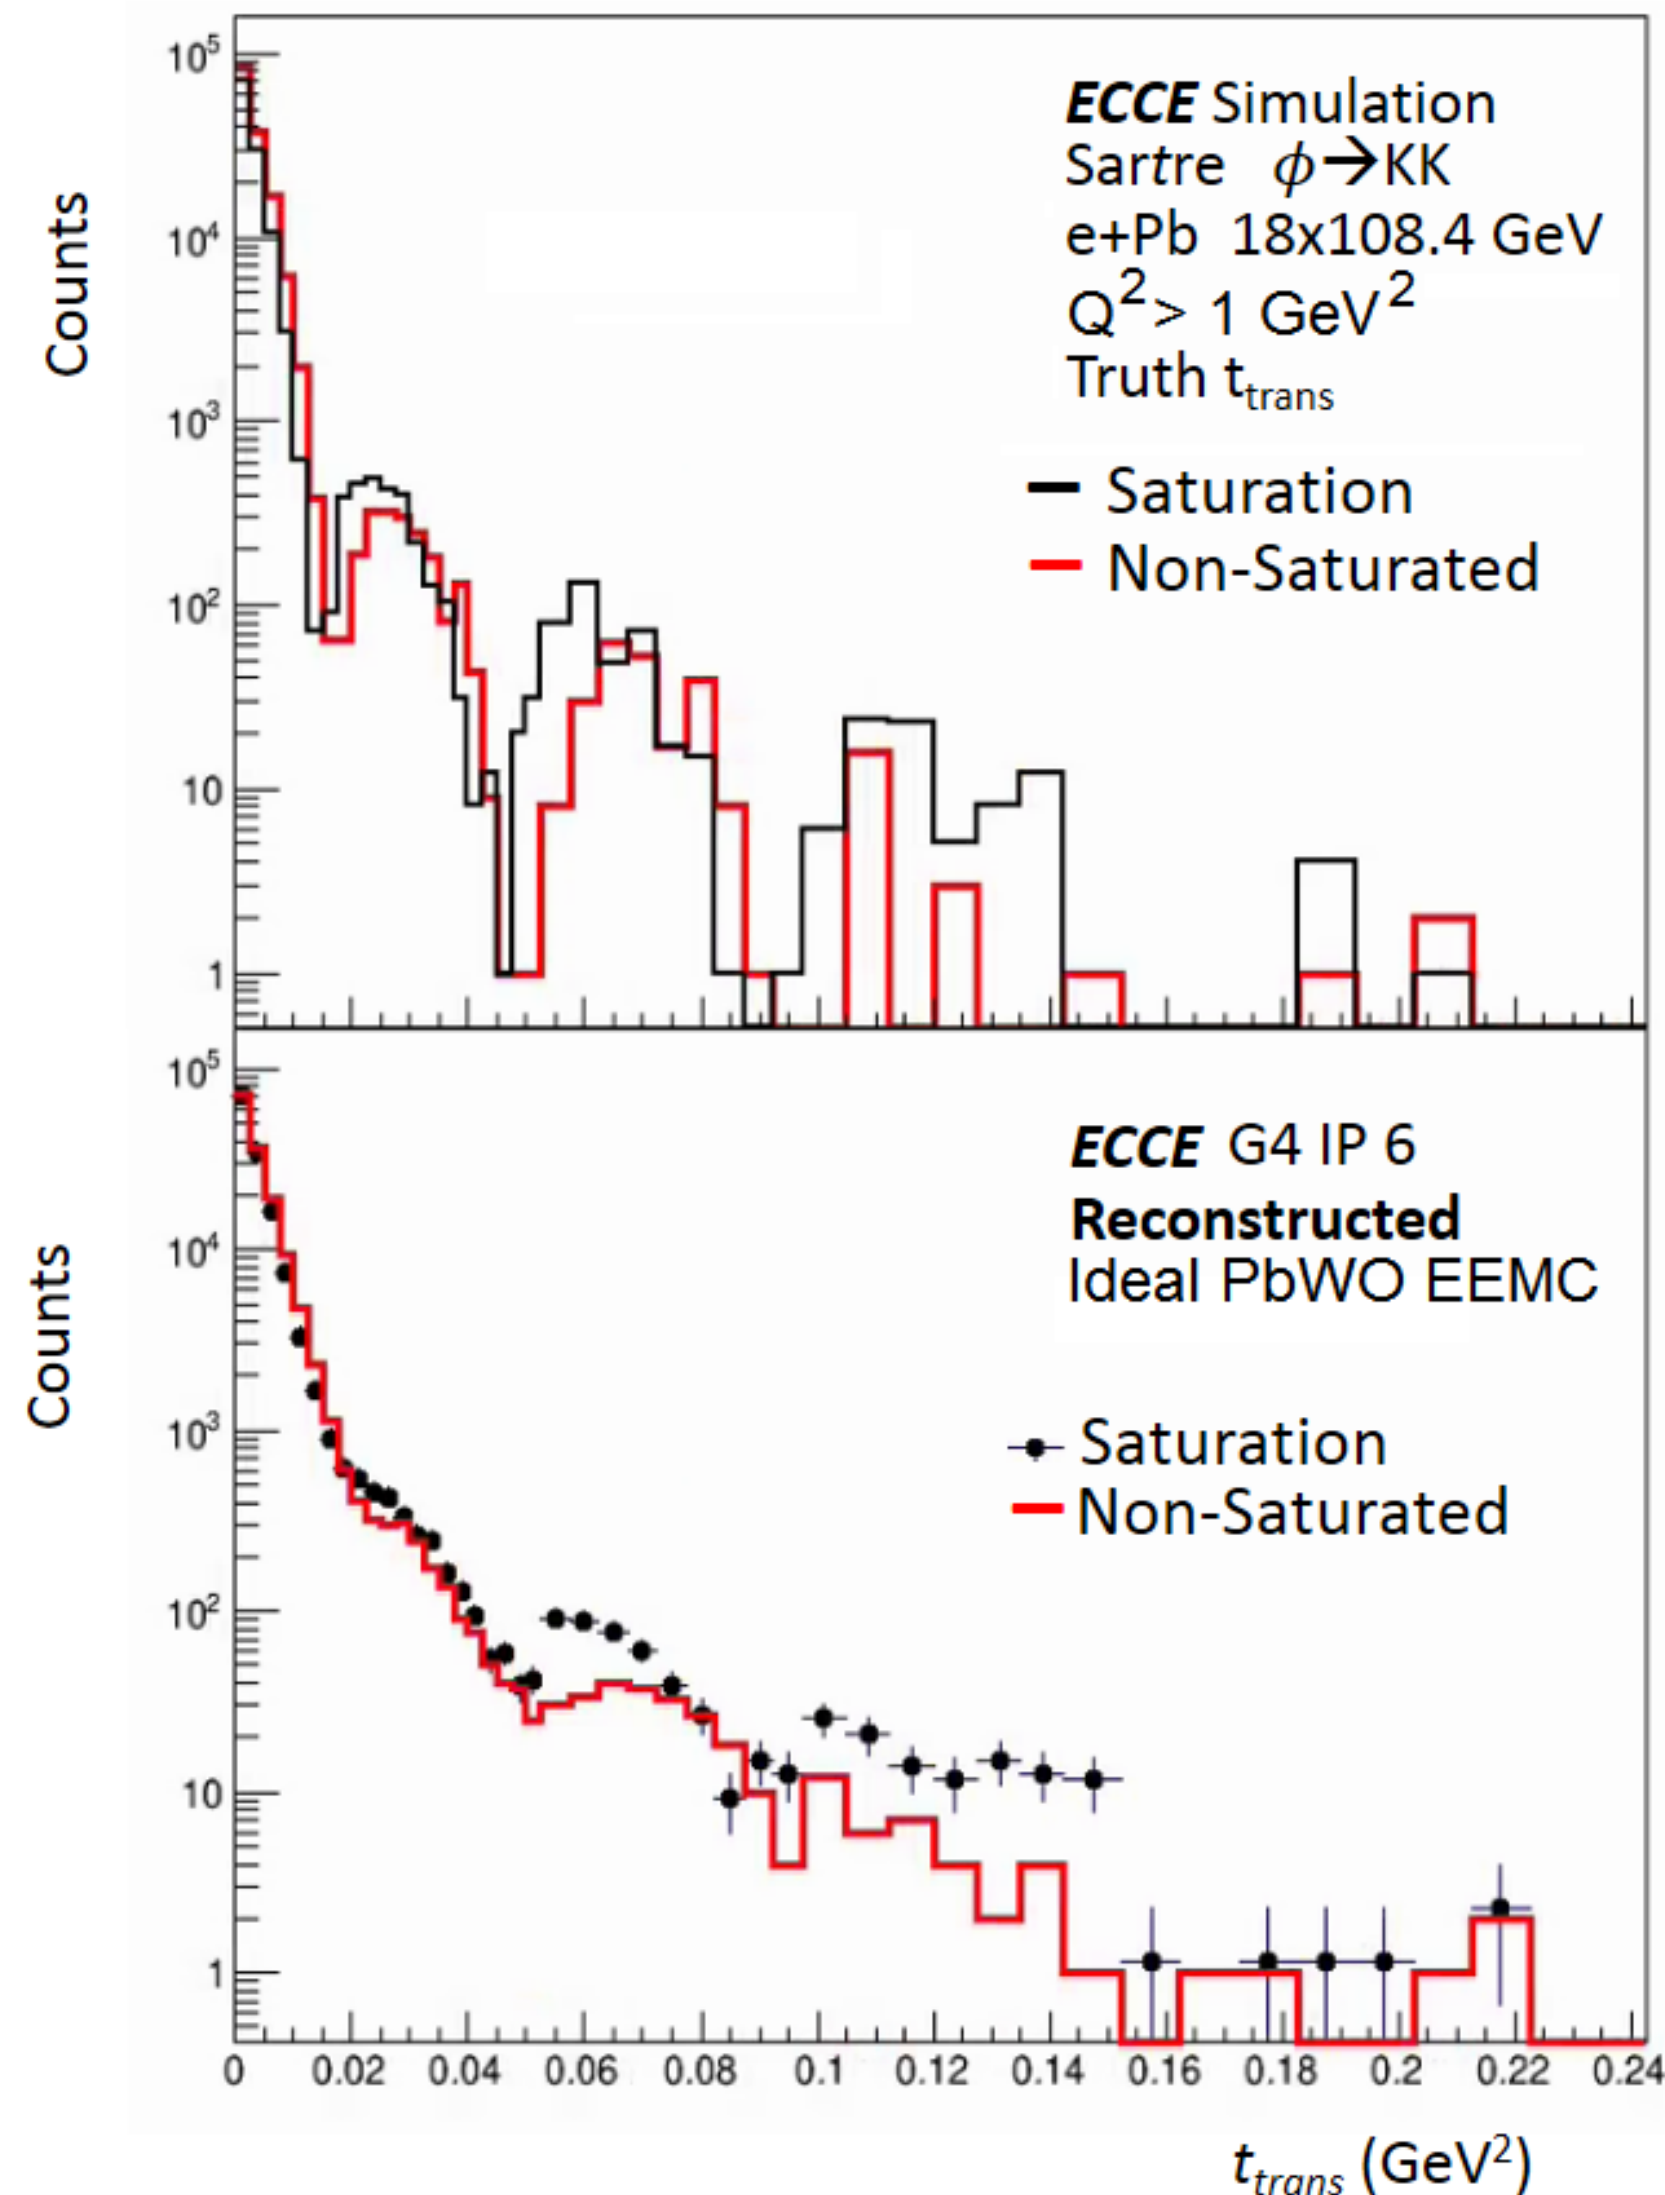 Counts
10⁵
10⁴
10³
10²
10
1
ECCE Simulation
Sartre ϕ→KK
e+Pb 18x108.4 GeV
Q² > 1 GeV²
Truth t_trans
Saturation
Non-Saturated
Counts
10⁵
10⁴
10³
10²
10
1
ECCE G4 IP 6
Reconstructed
Ideal PbWO EEMC
Saturation
Non-Saturated
0 0.02 0.04 0.06 0.08 0.1 0.12 0.14 0.16 0.18 0.2 0.22 0.24
t_trans (GeV²)